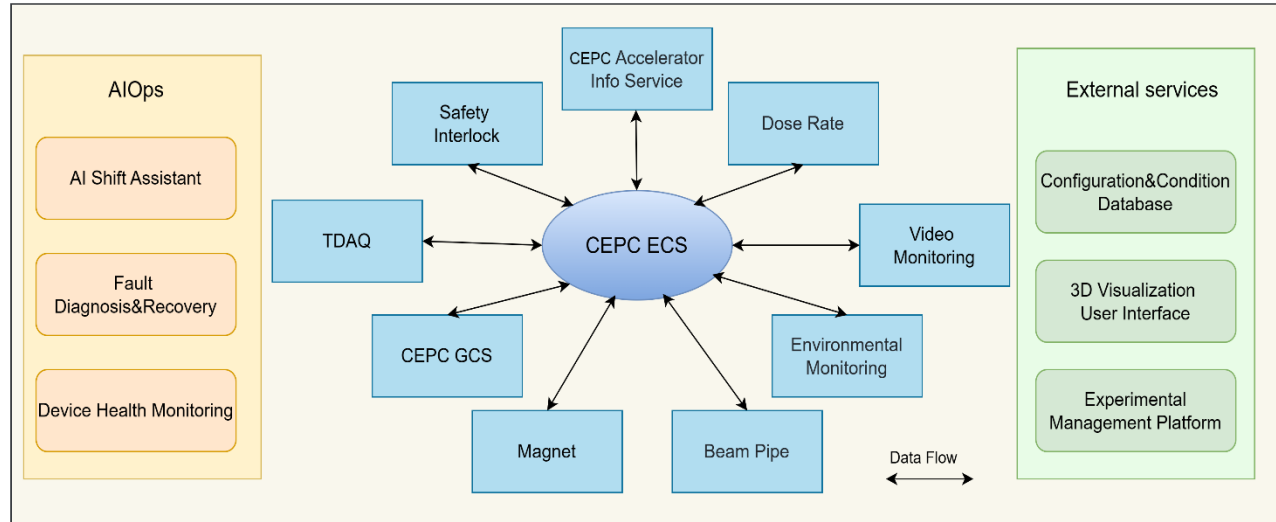 AIOps
AI Shift Assistant
Fault
Diagnosis&Recovery
Device Health Monitoring
CEPC Accelerator
Info Service
Safety
Interlock
Dose Rate
TDAQ
CEPC ECS
Video
Monitoring
CEPC GCS
Environmental
Monitoring
Magnet
Beam Pipe
Data Flow
External services
Configuration&Condition
Database
3D Visualization
User Interface
Experimental
Management Platform